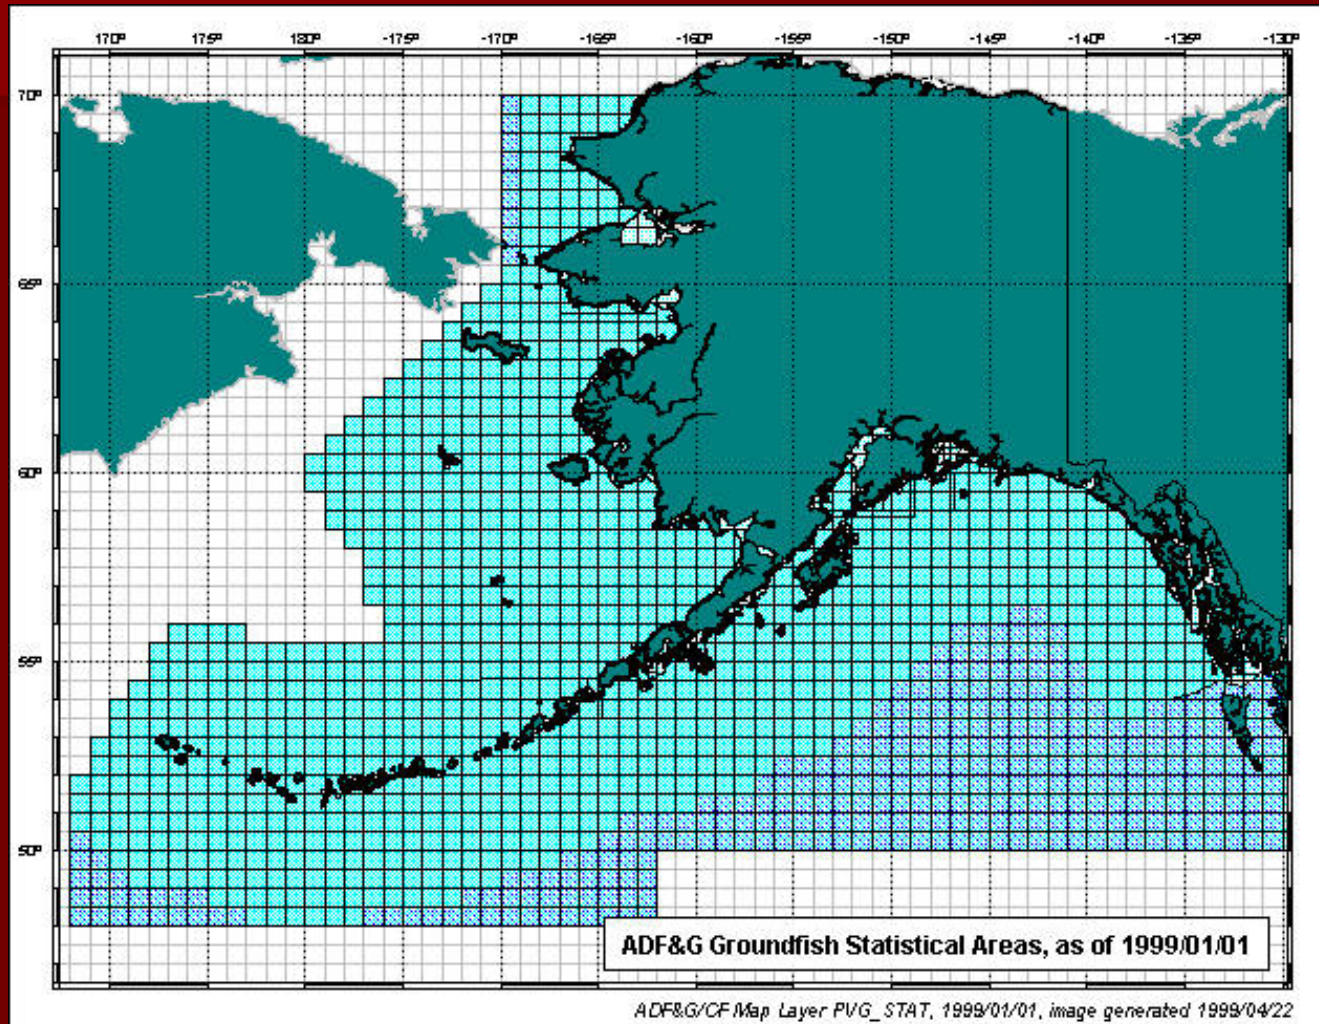 170° 175° 180° -175° -170° -165° -160° -155° -150° -145° -140° -135° -130°
70°
65°
60°
55°
50°
ADF&G Groundfish Statistical Areas, as of 1999/01/01
ADF&G/CF Map Layer PVG_STAT, 1999/01/01, image generated 1999/04/22